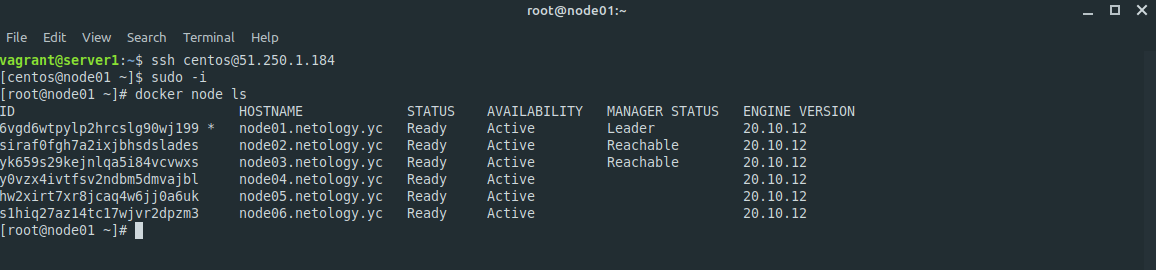 root@node01:~
File Edit View Search Terminal Help
vagrant@server1:~$ ssh centos@51.250.1.184
[centos@node01 ~]$ sudo -i
[root@node01 ~]# docker node ls
ID HOSTNAME STATUS AVAILABILITY MANAGER STATUS ENGINE VERSION
6vgd6wtpylp2hrcslg90wj199 * node01.netology.yc Ready Active Leader 20.10.12
siraf0fgh7a2ixjbhsdslades node02.netology.yc Ready Active Reachable 20.10.12
yk659s29kejnlqa5i84vcvwxs node03.netology.yc Ready Active Reachable 20.10.12
y0vzx4ivtfsv2ndbm5dmvajbl node04.netology.yc Ready Active 20.10.12
hw2xirt7xr8jcaq4w6jj0a6uk node05.netology.yc Ready Active 20.10.12
s1hiq27az14tc17wjvr2dpzm3 node06.netology.yc Ready Active 20.10.12
[root@node01 ~]#